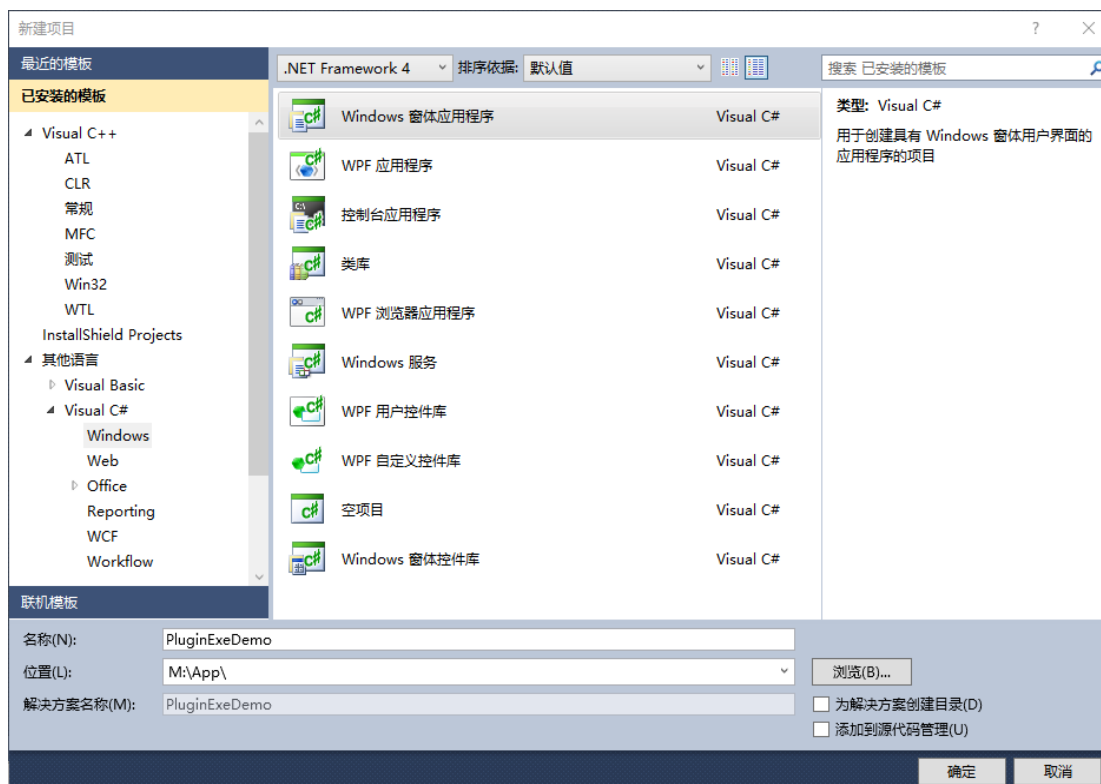 新建项目
?
最近的模板
已安装的模板
Visual C++
ATL
CLR
常规
MFC
测试
Win32
WTL
InstallShield Projects
其他语言
Visual Basic
Visual C#
Windows
Web
Office
Reporting
WCF
Workflow
联机模板
.NET Framework 4 排序依据: 默认值
Windows 窗体应用程序 Visual C#
WPF 应用程序 Visual C#
控制台应用程序 Visual C#
类库 Visual C#
WPF 浏览器应用程序 Visual C#
Windows 服务 Visual C#
WPF 用户控件库 Visual C#
WPF 自定义控件库 Visual C#
空项目 Visual C#
Windows 窗体控件库 Visual C#
搜索 已安装的模板
类型: Visual C#
用于创建具有 Windows 窗体用户界面的
应用程序的项目
名称(N): PluginExeDemo
位置(L): M:\App\ 浏览(B)...
解决方案名称(M): PluginExeDemo 为解决方案创建目录(D)
添加到源代码管理(U)
确定 取消